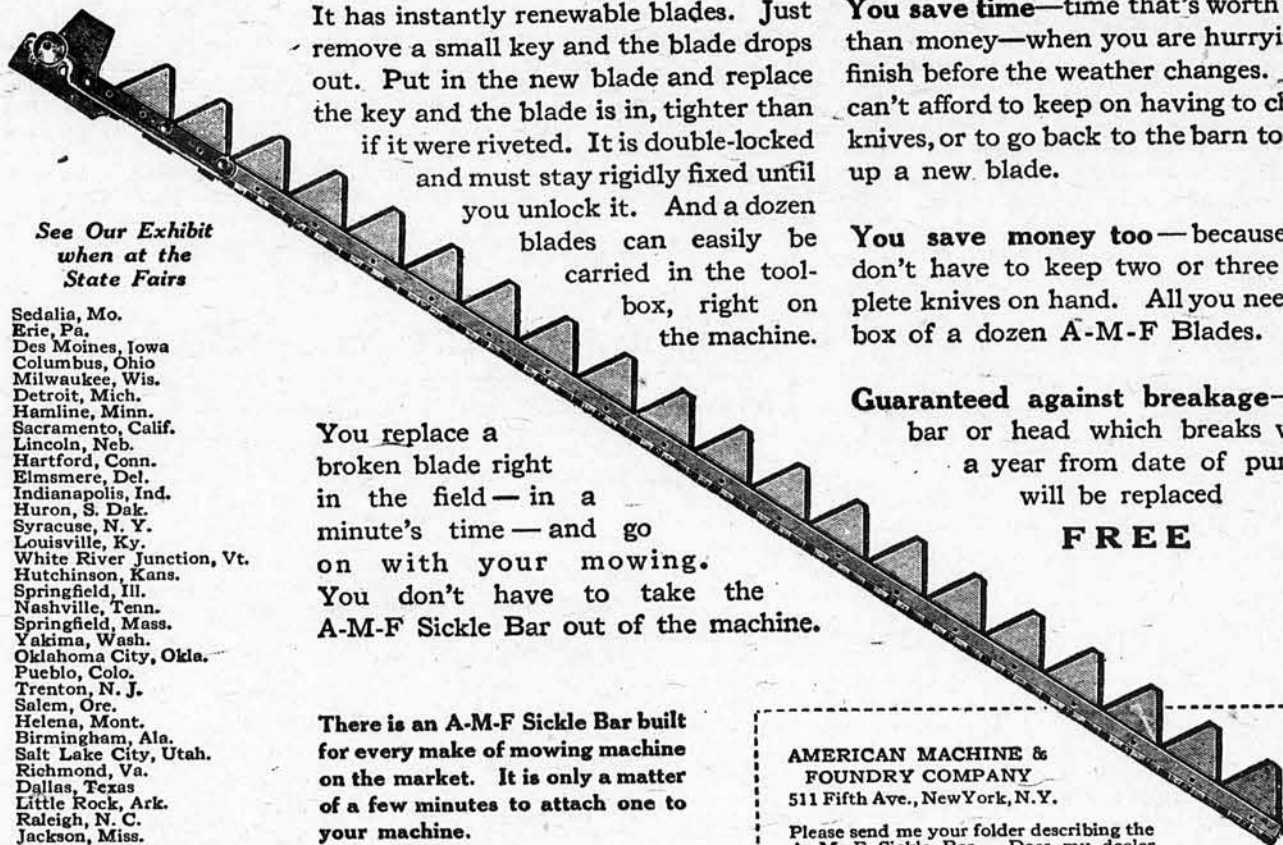 It has instantly renewable blades. Just
remove a small key and the blade drops
out. Put in the new blade and replace
the key and the blade is in, tighter than
if it were riveted. It is double-locked
and must stay rigidly fixed until
you unlock it. And a dozen
blades can easily be
carried in the tool-
box, right on
the machine.
You save time—time that's worth
than money—when you are
finish before the weather changes.
can't afford to keep on having to
knives, or to go back to the barn to
up a new blade.
You save money too—because
don't have to keep two or three
plete knives on hand. All you
box of a dozen A-M-F Blades.
Guaranteed against breakage—
bar or head which breaks
a year from date of
will be replaced
FREE
See Our Exhibit
when at the
State Fairs
Sedalia, Mo.
Erie, Pa.
Des Moines, Iowa
Columbus, Ohio
Milwaukee, Wis.
Detroit, Mich.
Hamline, Minn.
Sacramento, Calif.
Lincoln, Neb.
Hartford, Conn.
Elmsmere, Del.
Indianapolis, Ind.
Huron, S. Dak.
Syracuse, N. Y.
Louisville, Ky.
White River Junction, Vt.
Hutchinson, Kans.
Springfield, Ill.
Nashville, Tenn.
Springfield, Mass.
Yakima, Wash.
Oklahoma City, Okla.
Pueblo, Colo.
Trenton, N. J.
Salem, Ore.
Helena, Mont.
Birmingham, Ala.
Salt Lake City, Utah.
Richmond, Va.
Dallas, Texas
Little Rock, Ark.
Raleigh, N. C.
Jackson, Miss.
You replace a
broken blade right
in the field — in a
minute's time — and go
on with your mowing.
You don't have to take the
A-M-F Sickle Bar out of the machine.
There is an A-M-F Sickle Bar built
for every make of mowing machine
on the market. It is only a matter
of a few minutes to attach one to
your machine.
AMERICAN MACHINE &
FOUNDRY COMPANY
511 Fifth Ave., New York, N.Y.
Please send me your folder describing the
A-M-F Sickle Bar. Does my dealer